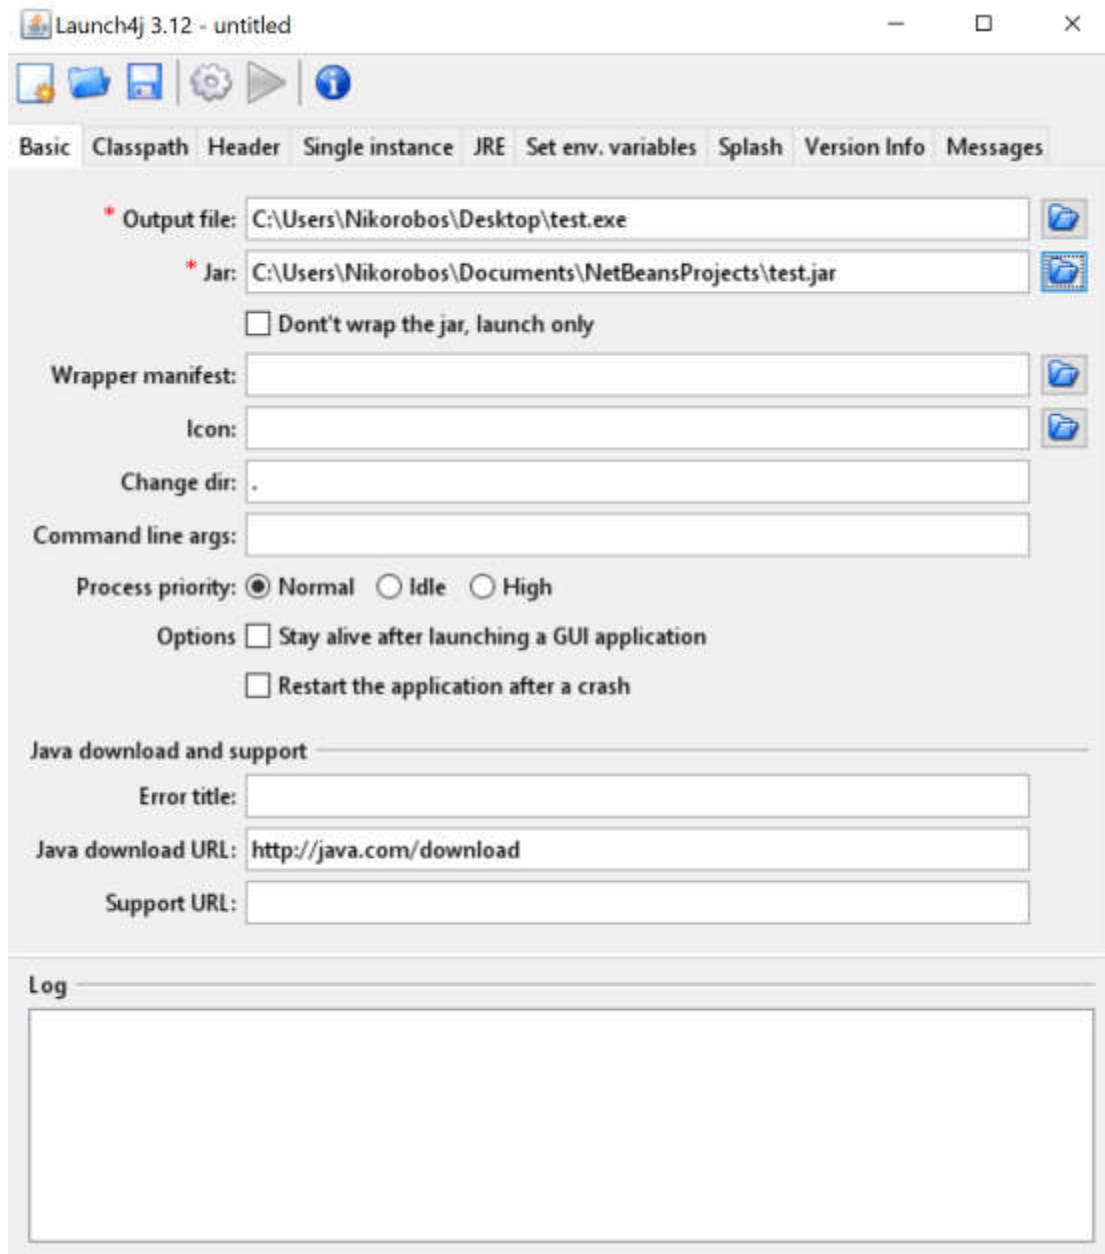 Launch4j 3.12 - untitled
Basic Classpath Header Single instance JRE Set env. variables Splash Version Info Messages
* Output file: C:\Users\Nikorobos\Desktop\test.exe
* Jar: C:\Users\Nikorobos\Documents\NetBeansProjects\test.jar
Dont't wrap the jar, launch only
Wrapper manifest:
Icon:
Change dir: .
Command line args:
Process priority: Normal Idle High
Options Stay alive after launching a GUI application
Restart the application after a crash
Java download and support
Error title:
Java download URL: http://java.com/download
Support URL:
Log